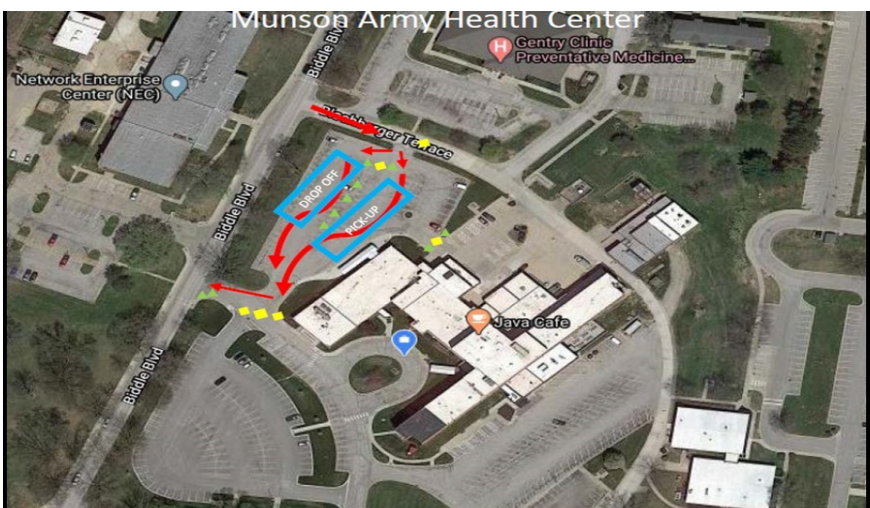 Munson Army Health Center
Biddle Blvd
H
Gentry Clinic
Preventative Medicine...
Network Enterprise
Center (NEC)
Terrace
DROP OFF
PICK-UP
Biddle Blvd
Java Cafe
Biddle Blvd